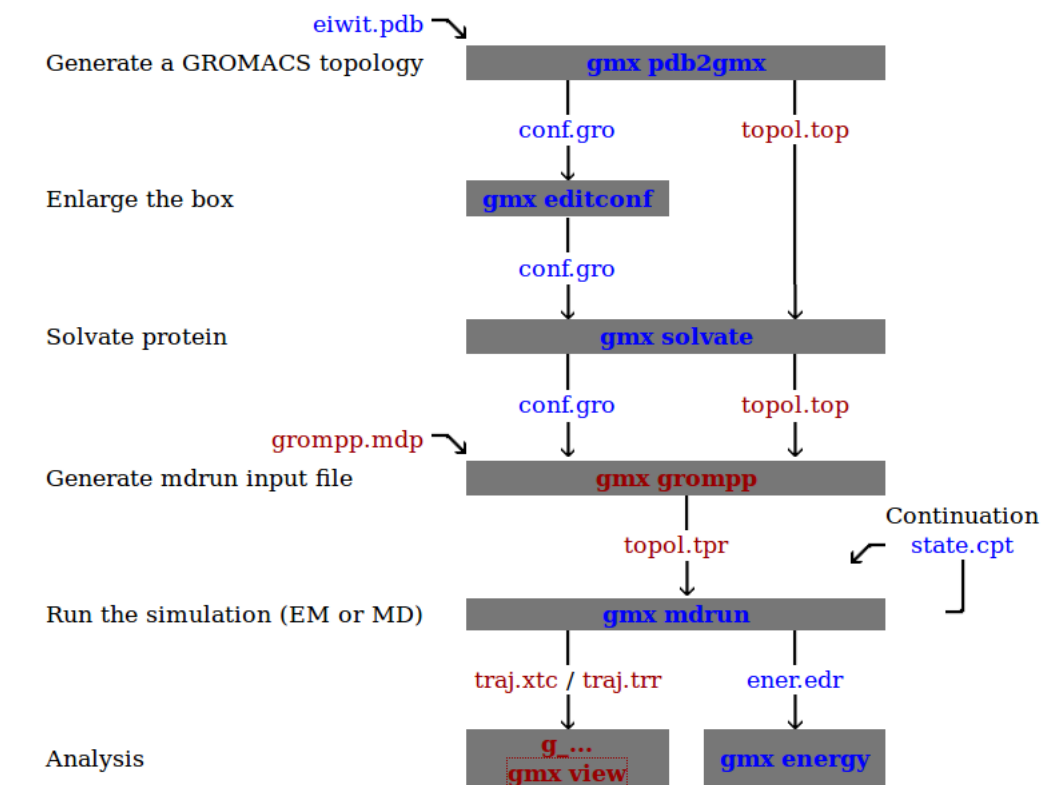 eiwit.pdb
Generate a GROMACS topology
gmx pdb2gmx
conf.gro
topol.top
Enlarge the box
gmx editconf
conf.gro
Solvate protein
gmx solvate
conf.gro
topol.top
grompp.mdp
Generate mdrun input file
gmx grompp
Continuation
topol.tpr
state.cpt
Run the simulation (EM or MD)
gmx mdrun
traj.xtc / traj.trr
ener.edr
Analysis
g_...
gmx view
gmx energy